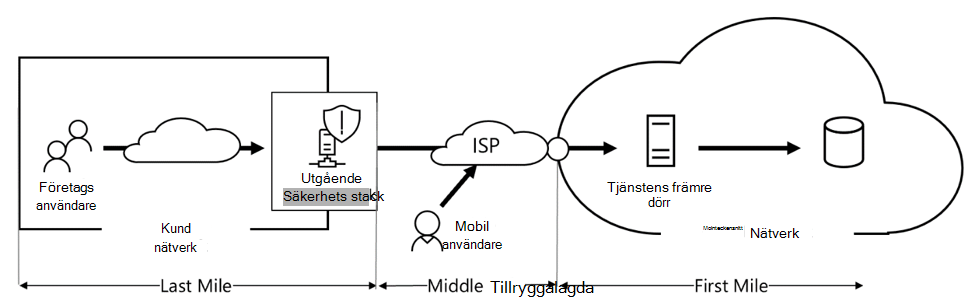 ISP
Utgående
Säkerhets stack
Företags
användare
Tjänstens främre
dörr
Mobil
användare
Kund
nätverk
Nätverk
Last Mile
Middle Tillryggalagda
First Mile